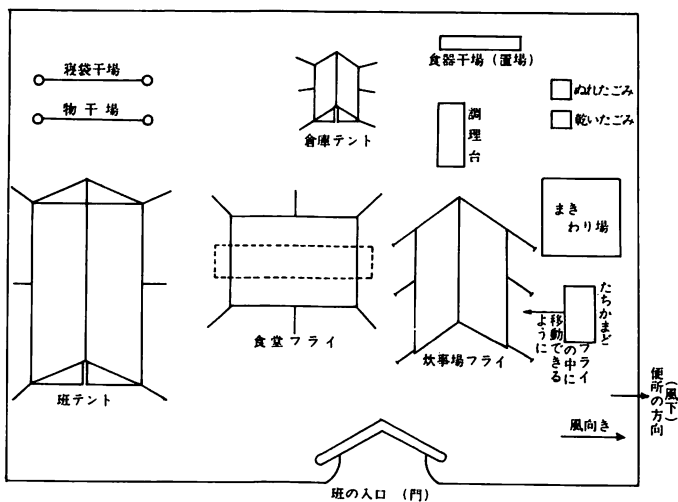 寝袋干場
物干場
倉庫テント
食器干場（置場）
調理台
ぬれたごみ
乾いたごみ
まき
わり場
たちかまど
フライ
の中に
移動できる
ように
班テント
食堂フライ
炊事場フライ
便所の方向
（風下）
風向き
班の入口（門）